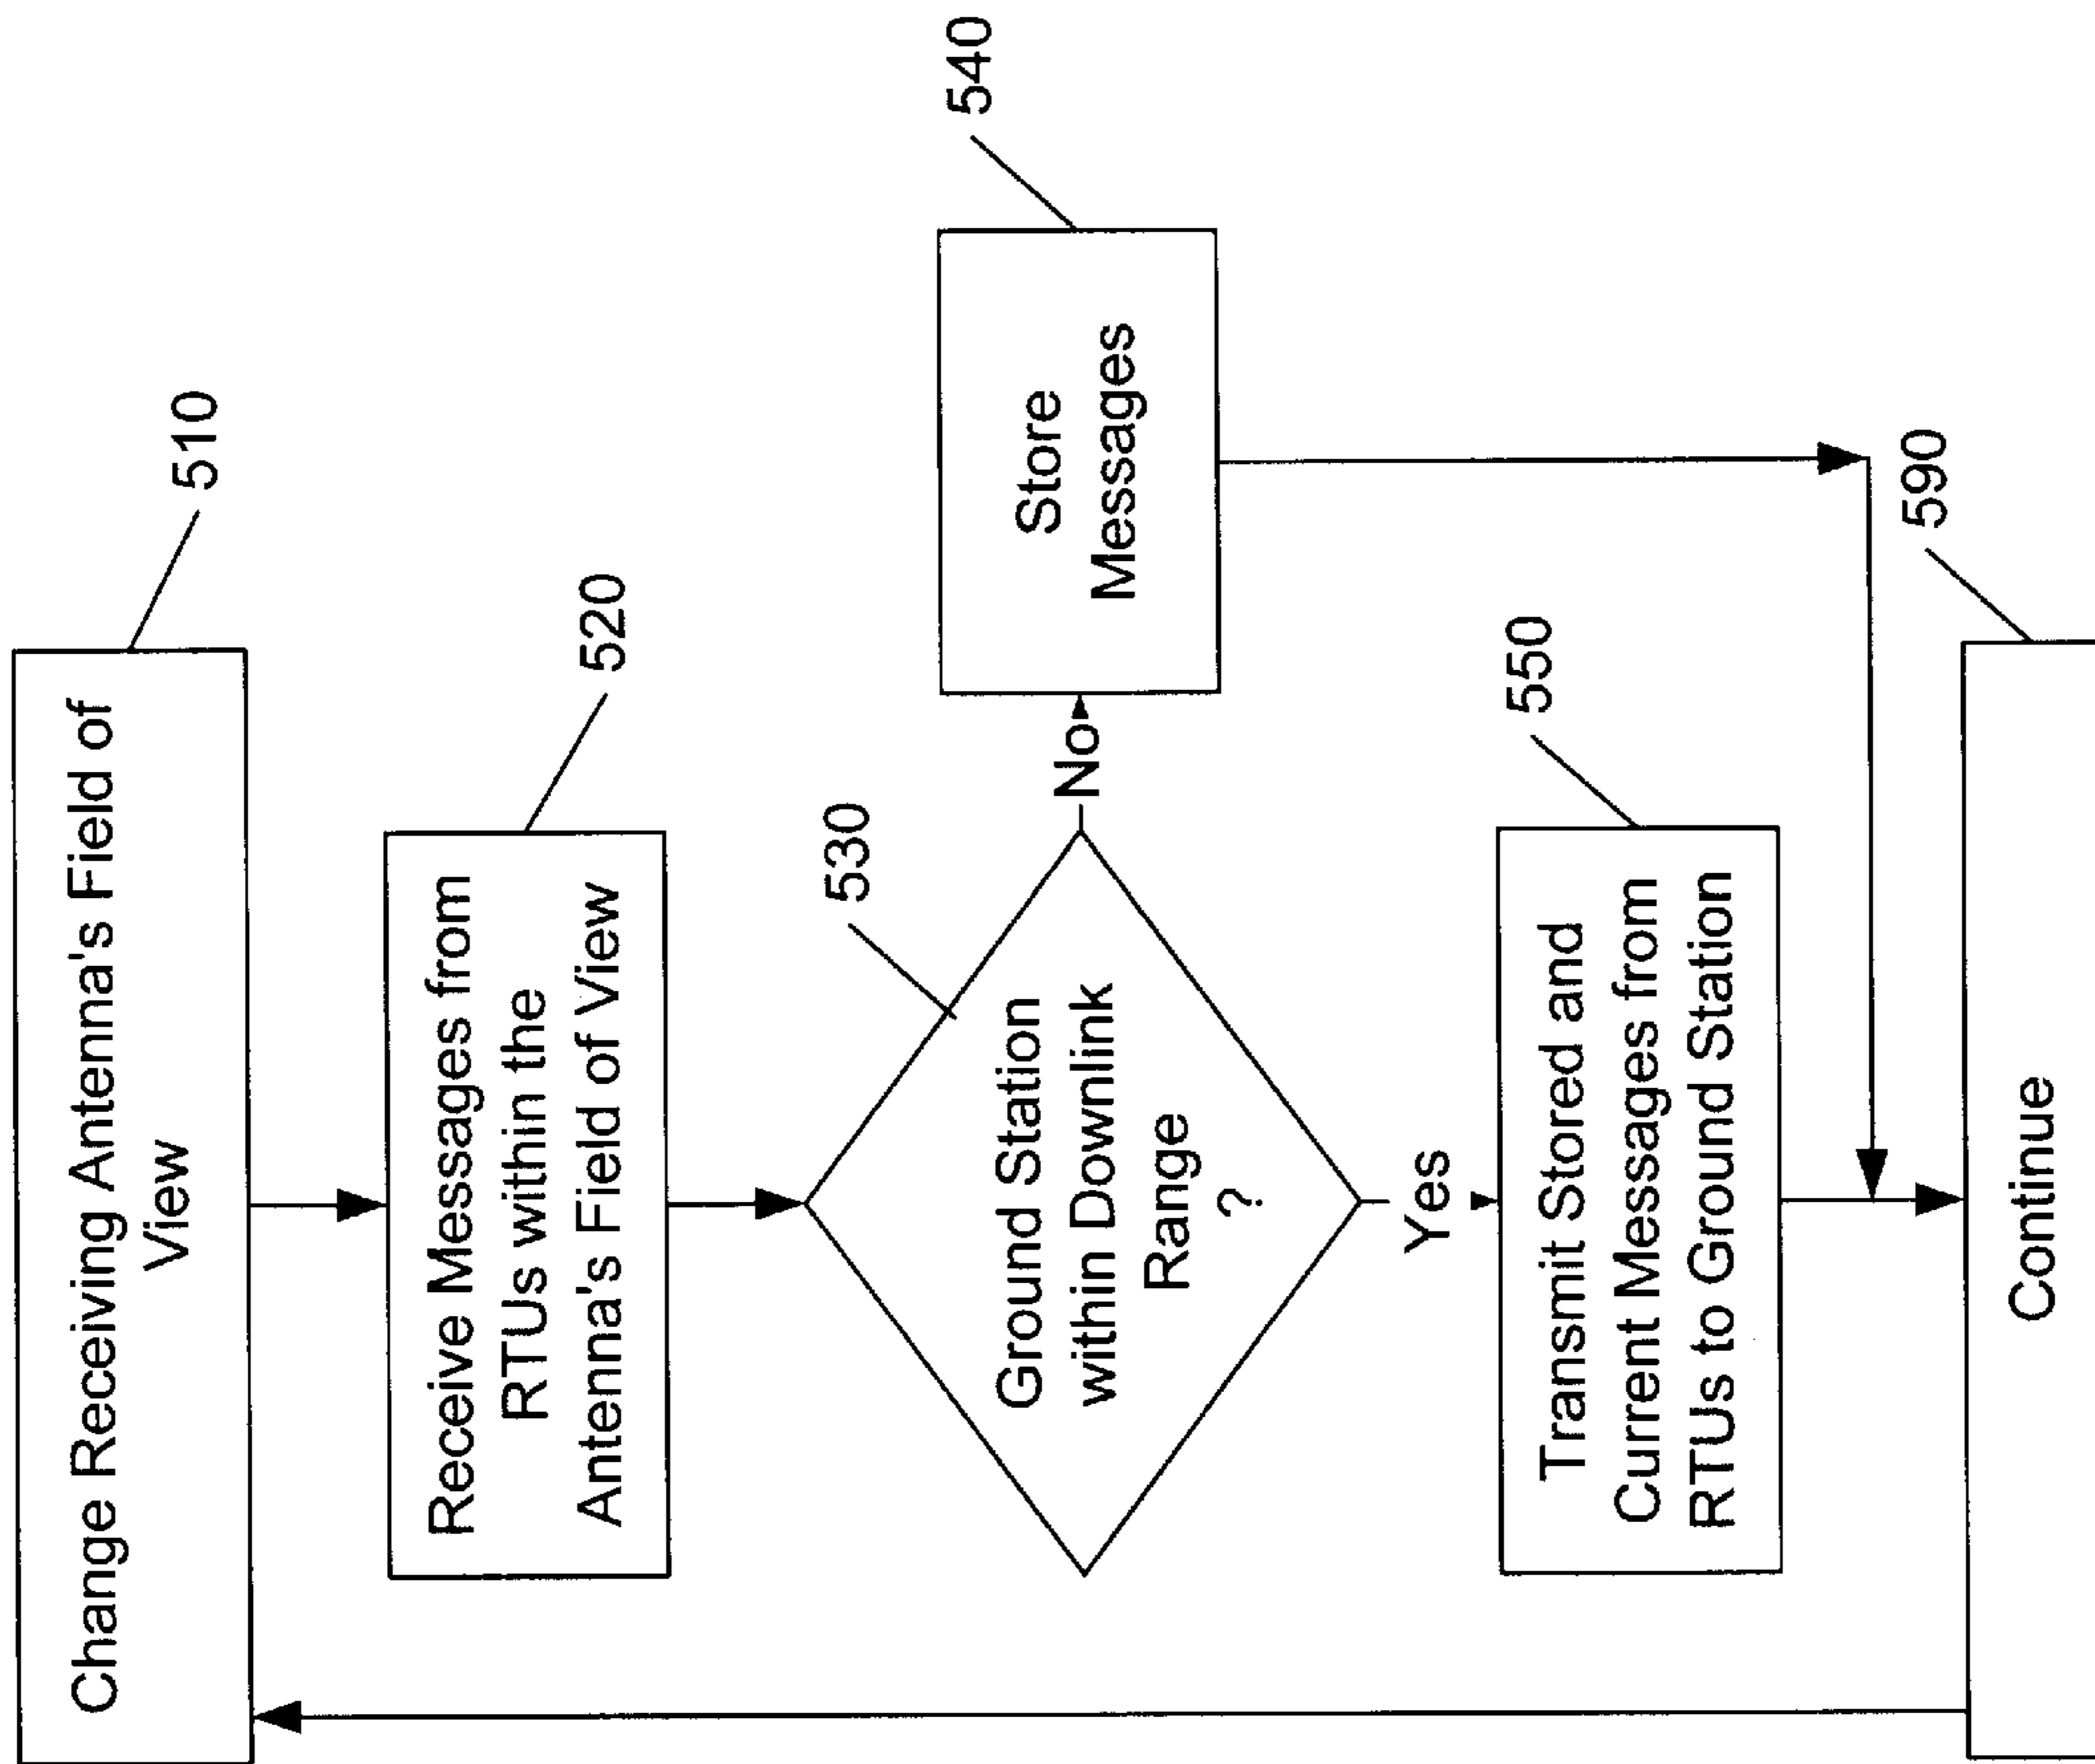 Change Receiving Antenna's Field of
View
510
Receive Messages from
RTUs within the
Antenna's Field of View
520
Ground Station
within Downlink
Range
?
530
No
Store
Messages
540
Yes
Transmit Stored and
Current Messages from
RTUs to Ground Station
550
Continue
590